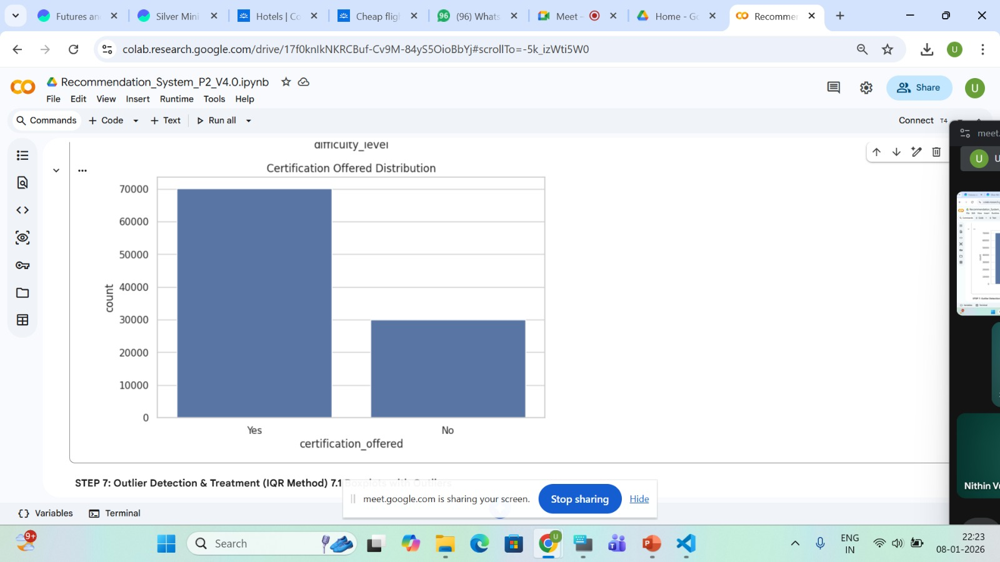 Futures an
Silver Mini
Hotels | Co
Cheap fligh
96
(96) Whats
Meet -
Home - Go
Recommen
colab.research.google.com/drive/17f0knIkNKRCBuf-Cv9M-84yS5OioBbYj#scrollTo=-5k_izWti5W0
U
Recommendation_System_P2_V4.0.ipynb
File Edit View Insert Runtime Tools Help
Share
U
Commands + Code + Text Run all
Connect T4
meet.
U
difficulty_level
Certification Offered Distribution
70000
60000
50000
40000
30000
20000
10000
0
count
Yes No
certification_offered
STEP 7: Outlier Detection & Treatment (IQR Method) 7.1 Boxplots with Outliers
meet.google.com is sharing your screen.
Stop sharing
Hide
Nithin Vu
Variables
Terminal
9+
Search
U
ENG
IN
22:23
08-01-2026